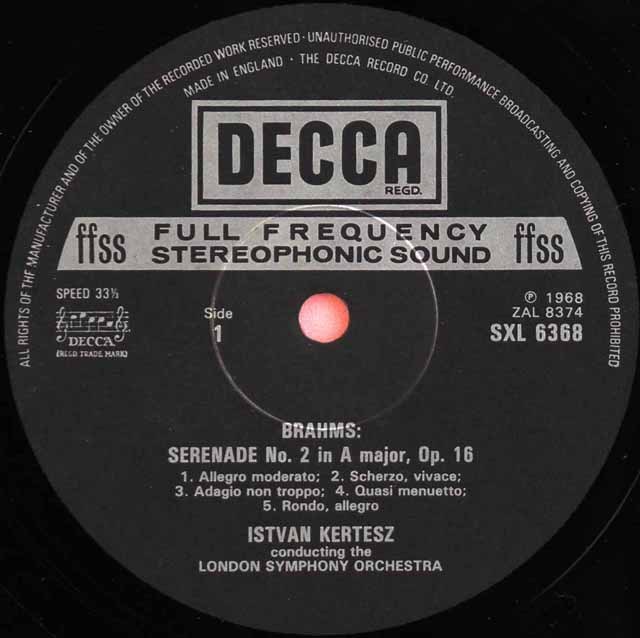 ALL RIGHTS OF THE MANUFACTURER AND OF THE OWNER OF THE RECORDED WORK RESERVED · UNAUTHORISED PUBLIC PERFORMANCE BROADCASTING AND COPYING OF THIS RECORD PROHIBITED
MADE IN ENGLAND · THE DECCA RECORD CO. LTD.
DECCA
REGD.
ffss FULL FREQUENCY STEREOPHONIC SOUND ffss
SPEED 33⅓
DECCA
(REGD TRADE MARK)
Side
1
℗ 1968
ZAL 8374
SXL 6368
BRAHMS:
SERENADE No. 2 in A major, Op. 16
1. Allegro moderato; 2. Scherzo, vivace;
3. Adagio non troppo; 4. Quasi menuetto;
5. Rondo, allegro
ISTVAN KERTESZ
conducting the
LONDON SYMPHONY ORCHESTRA